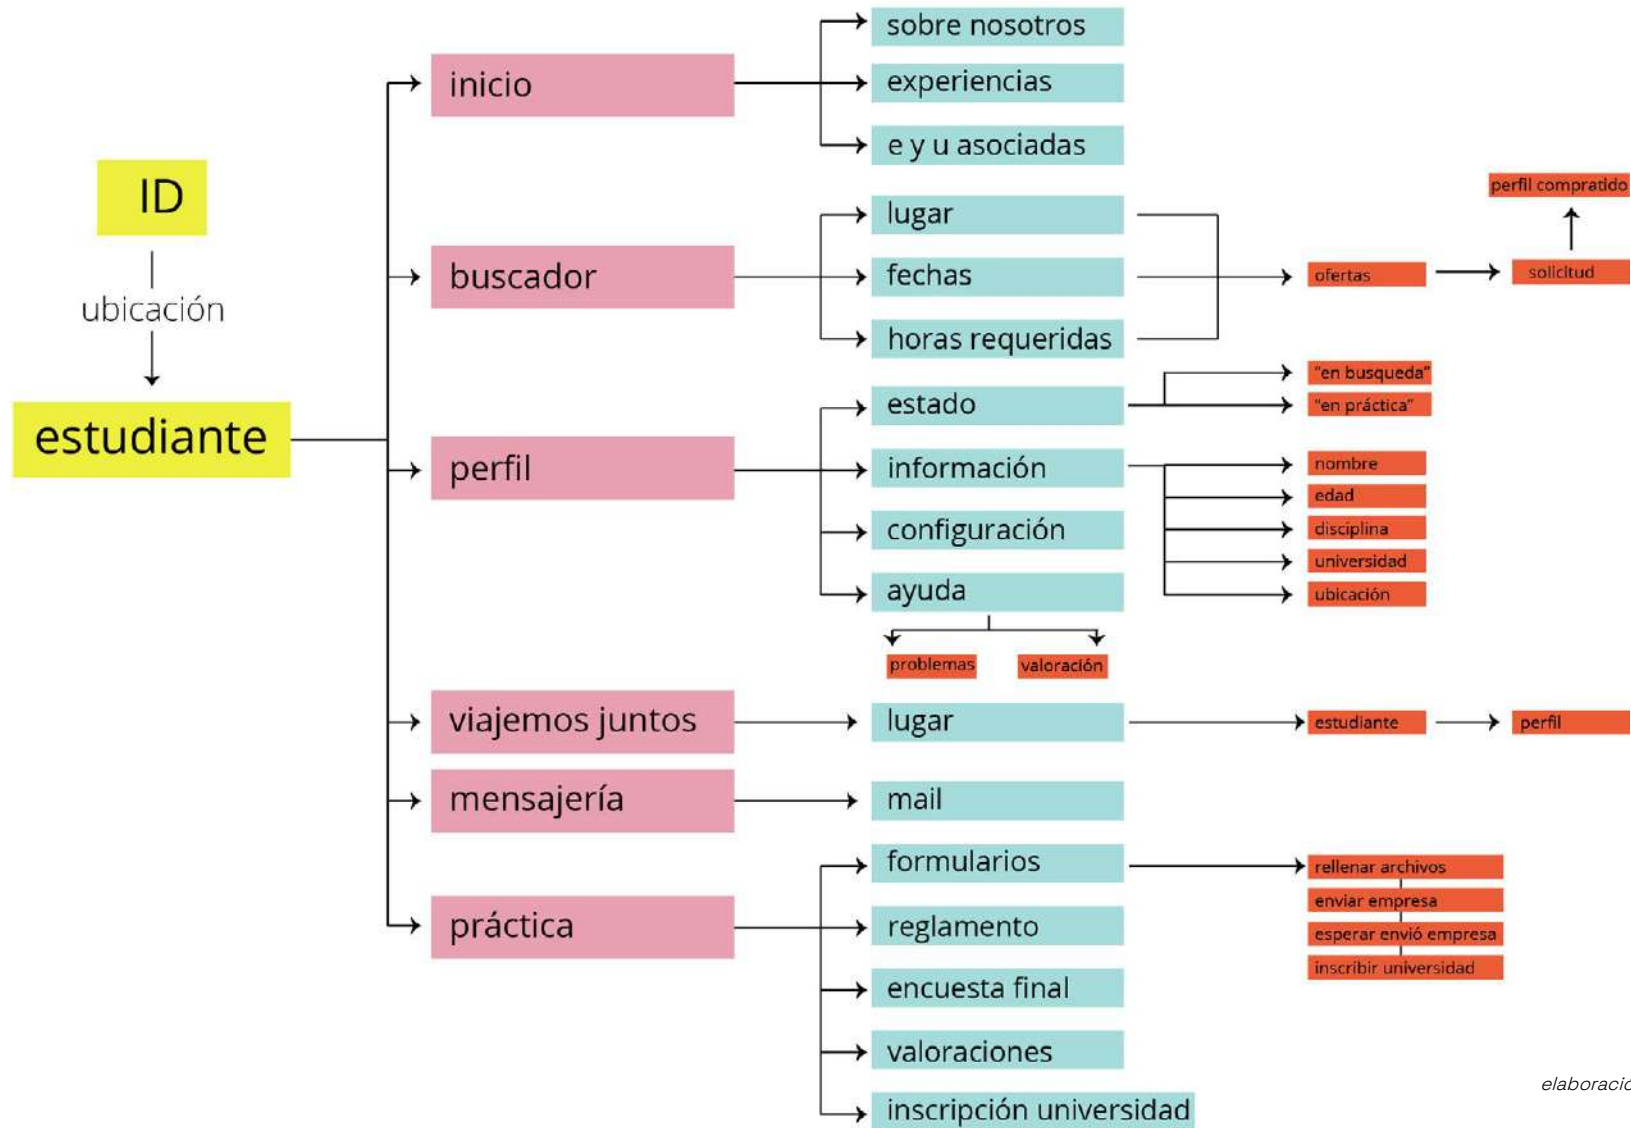 ID
ubicación
estudiante
inicio
sobre nosotros
experiencias
e y u asociadas
buscador
lugar
fechas
horas requeridas
ofertas
solicitud
perfil compratido
perfil
estado
"en busqueda"
"en práctica"
información
nombre
edad
disciplina
universidad
ubicación
configuración
ayuda
problemas
valoración
viajemos juntos
lugar
estudiante
perfil
mensajería
mail
práctica
formularios
rellenar archivos
enviar empresa
esperar envió empresa
inscribir universidad
reglamento
encuesta final
valoraciones
inscripción universidad